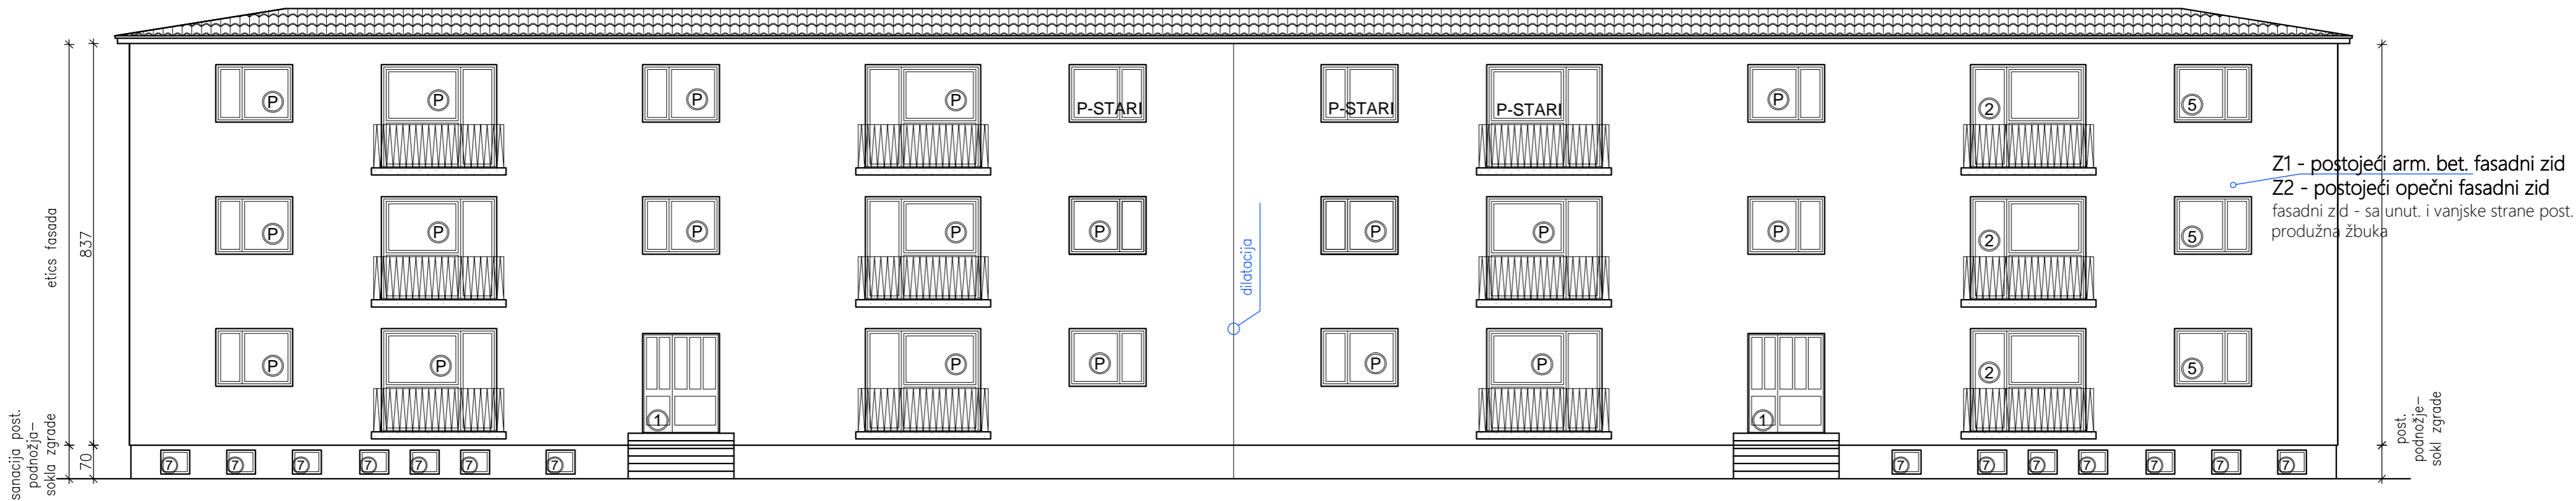 P P P P P-STARI P-STARI P-STARI P 2 5
Z1 - postojeći arm. bet. fasadni zid
Z2 - postojeći opečni fasadni zid
fasadni zid - sa unut. i vanjske strane post.
produžna žbuka
etics fasada
837
P P P P P P P P 2 5
dilatacija
P P P P P P 2 5
1 1
sanacija post.
podnožja-
sokla zgrade
70
7 7 7 7 7 7 7 7 7 7 7 7 7 7
post.
podnožje-
sokl zgrade